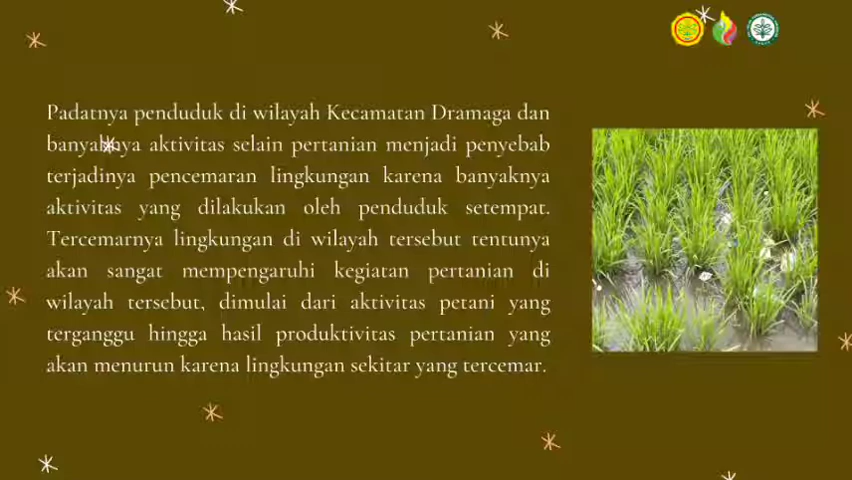 Padatnya penduduk di wilayah Kecamatan Dramaga dan
banyaknya aktivitas selain pertanian menjadi penyebab
terjadinya pencemaran lingkungan karena banyaknya
aktivitas yang dilakukan oleh penduduk setempat.
Tercemarnya lingkungan di wilayah tersebut tentunya
akan sangat mempengaruhi kegiatan pertanian di
wilayah tersebut, dimulai dari aktivitas petani yang
terganggu hingga hasil produktivitas pertanian yang
akan menurun karena lingkungan sekitar yang tercemar.